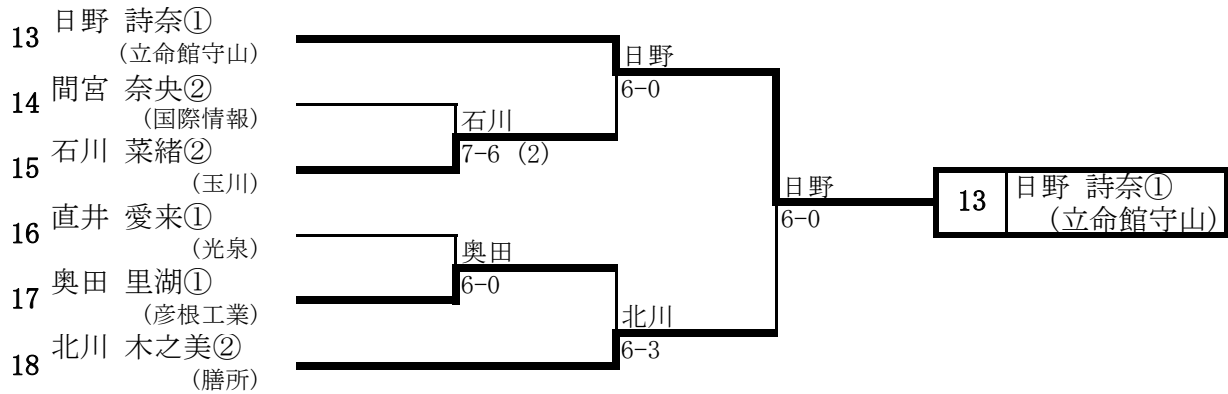 13 日野 詩奈①
(立命館守山)
日野
6-0
14 間宮 奈央②
(国際情報)
石川
7-6 (2)
15 石川 菜緒②
(玉川)
日野
6-0
13 日野 詩奈①
(立命館守山)
16 直井 愛来①
(光泉)
奥田
6-0
17 奥田 里湖①
(彦根工業)
北川
6-3
18 北川 木之美②
(膳所)